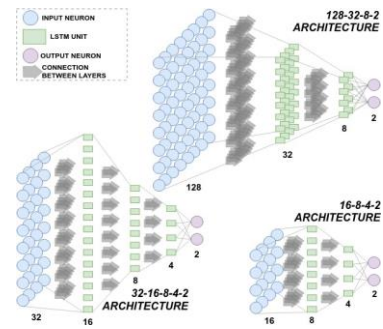 INPUT NEURON
LSTM UNIT
OUTPUT NEURON
CONNECTION
BETWEEN LAYERS
128-32-8-2
ARCHITECTURE
128
32
8
2
32-16-8-4-2
ARCHITECTURE
32
16
8
4
2
16-8-4-2
ARCHITECTURE
16
8
4
2